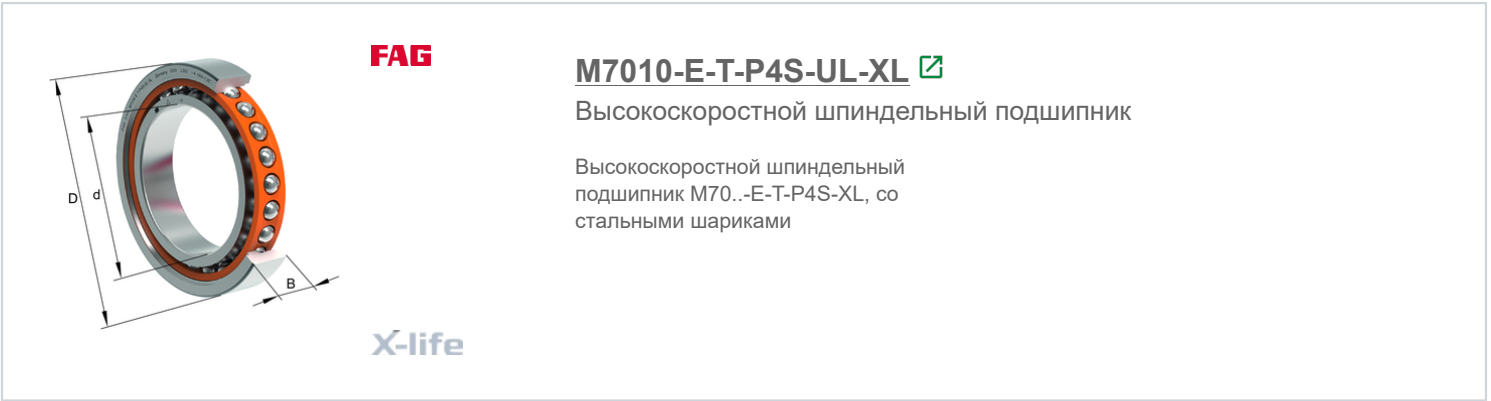 FAG
M7010-E-T-P4S-UL-XL
Высокоскоростной шпиндельный подшипник
Высокоскоростной шпиндельный
подшипник M70..-E-T-P4S-XL, со
стальными шариками
D
d
B
X-life